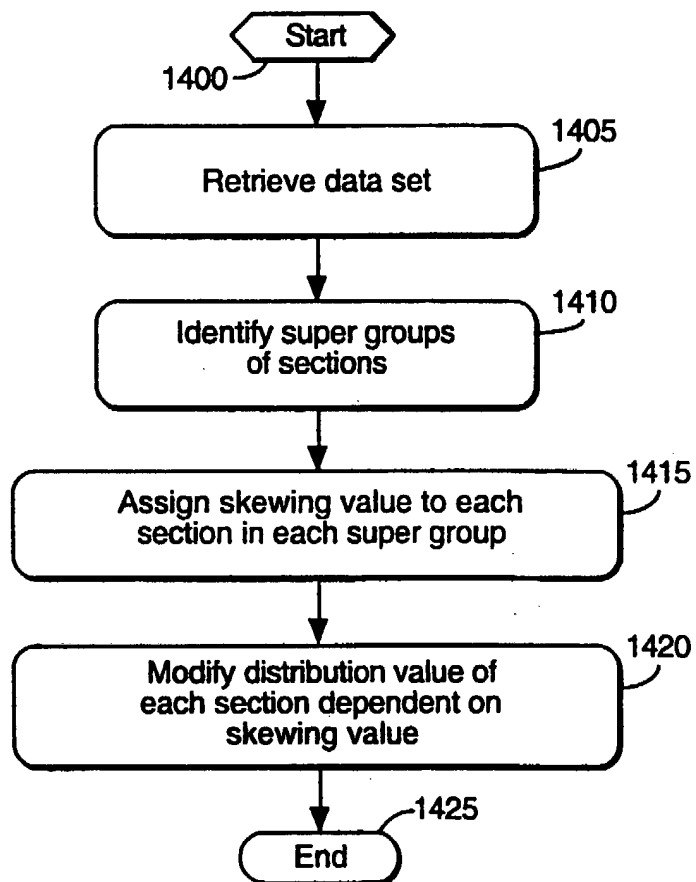 Start
1400
1405
Retrieve data set
1410
Identify super groups
of sections
1415
Assign skewing value to each
section in each super group
1420
Modify distribution value of
each section dependent on
skewing value
1425
End